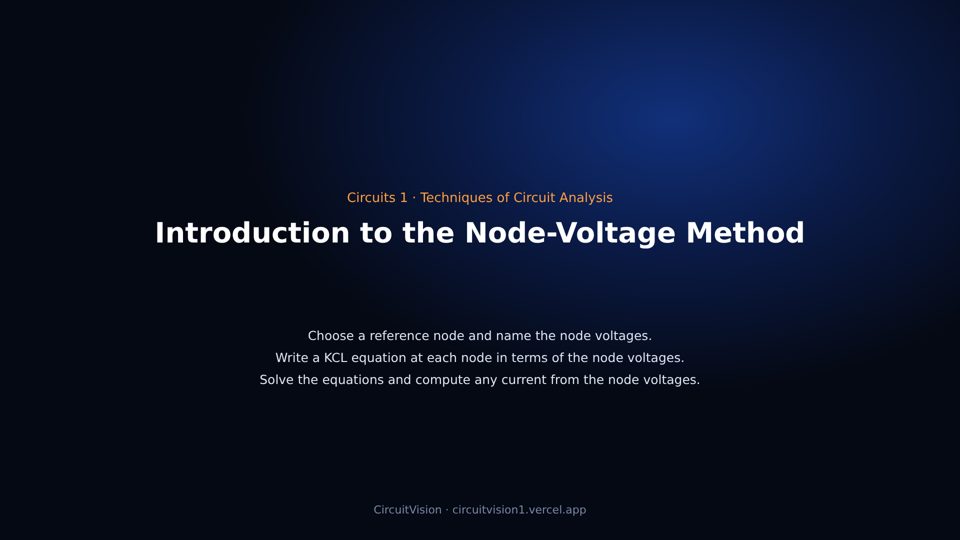 Circuits 1 · Techniques of Circuit Analysis
Introduction to the Node-Voltage Method
Choose a reference node and name the node voltages.
Write a KCL equation at each node in terms of the node voltages.
Solve the equations and compute any current from the node voltages.
CircuitVision · circuitvision1.vercel.app